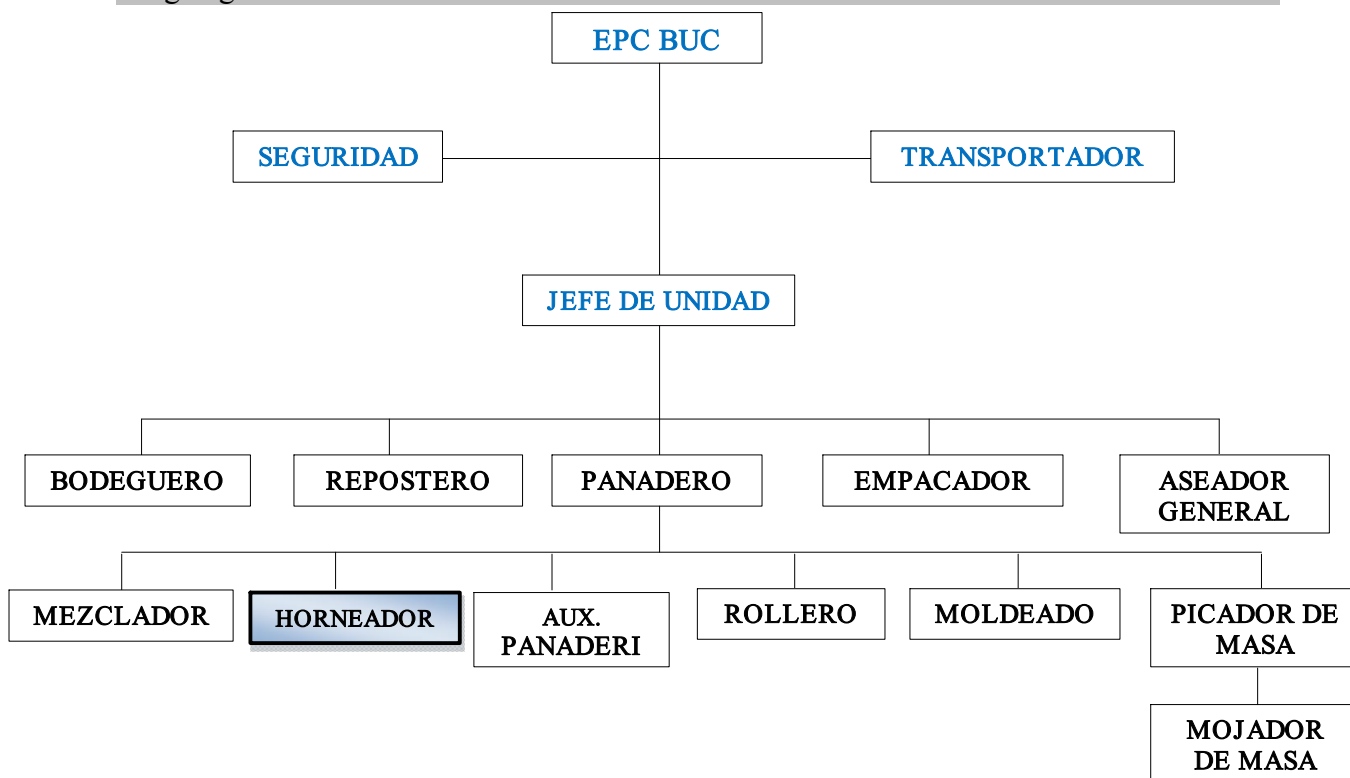 EPC BUC
SEGURIDAD
TRANSPORTADOR
JEFE DE UNIDAD
BODEGUERO
REPOSTERO
PANADERO
EMPACADOR
ASEADOR
GENERAL
MEZCLADOR
HORNEADOR
AUX.
PANADERI
ROLLERO
MOLDEADO
PICADOR DE
MASA
MOJADOR
DE MASA